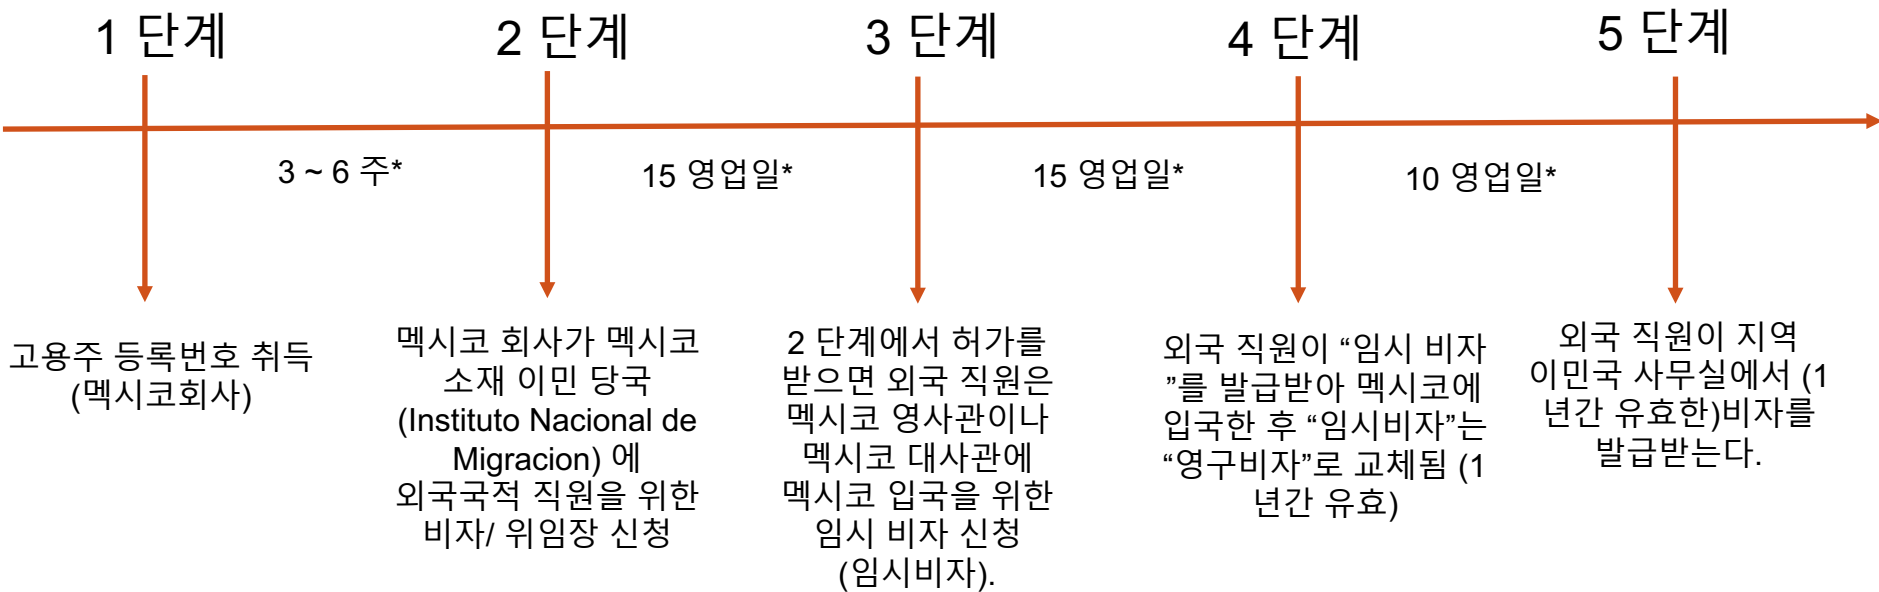 1 단계
2 단계
3 단계
4 단계
5 단계
3 ~ 6 주*
15 영업일*
15 영업일*
10 영업일*
고용주 등록번호 취득
(멕시코회사)
멕시코 회사가 멕시코
소재 이민 당국
(Instituto Nacional de
Migracion) 에
외국국적 직원을 위한
비자/ 위임장 신청
2 단계에서 허가를
받으면 외국 직원은
멕시코 영사관이나
멕시코 대사관에
멕시코 입국을 위한
임시 비자 신청
(임시비자).
외국 직원이 “임시 비자
”를 발급받아 멕시코에
입국한 후 “임시비자”는
“영구비자”로 교체됨 (1
년간 유효)
외국 직원이 지역
이민국 사무실에서 (1
년간 유효한)비자를
발급받는다.